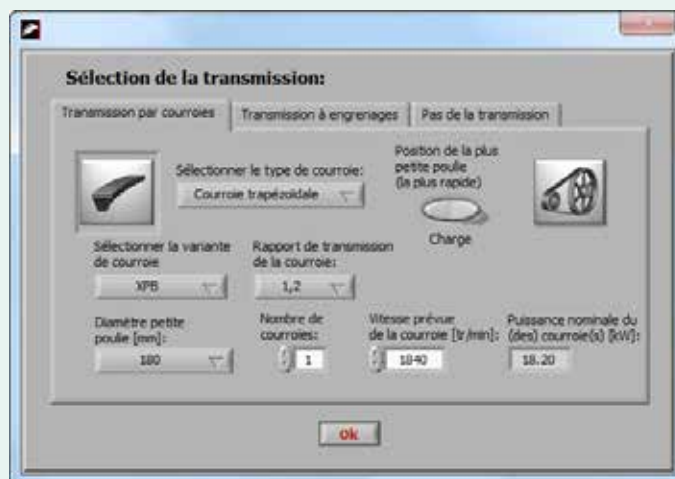 Sélection de la transmission:
Transmission par courroies
Transmission à engrenages
Pas de la transmission
Sélectionner le type de courroie:
Courroie trapézoïdale
Position de la plus
petite poulie
(la plus rapide)
Charge
Sélectionner la variante
de courroie
XPB
Rapport de transmission
de la courroie:
1,2
Diamètre petite
poulie [mm]:
180
Nombre de
courroies:
1
Vitesse prévue
de la courroie [tr/min]:
1840
Puissance nominale du
(des) courroie(s) [kW]:
18.20
Ok